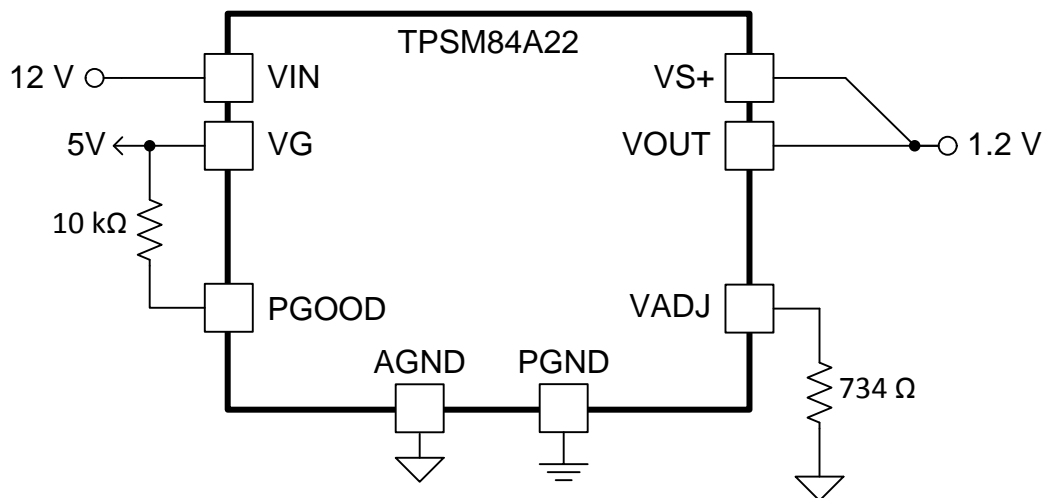 TPSM84A22
12 V
VIN
VS+
5V
VG
VOUT
1.2 V
10 kΩ
PGOOD
VADJ
AGND
PGND
734 Ω